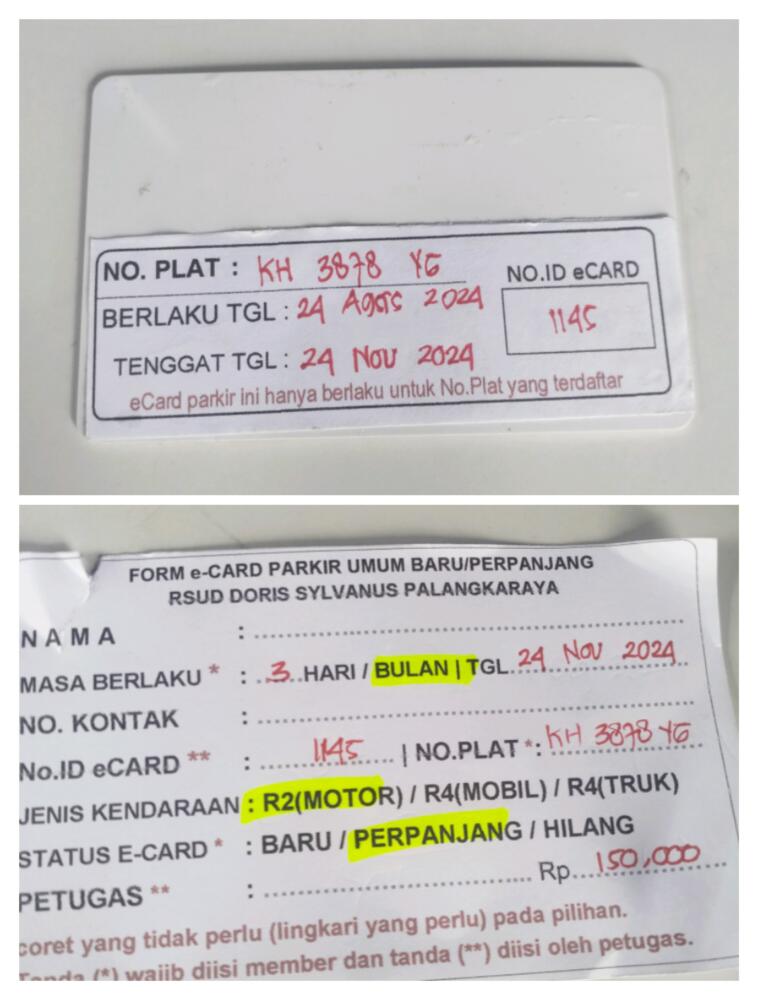 NO. PLAT : KH 3878 YG
NO.ID eCARD
BERLAKU TGL : 24 Agots 2024
1145
TENGGAT TGL : 24 Nov 2024
eCard parkir ini hanya berlaku untuk No.Plat yang terdaftar
FORM e-CARD PARKIR UMUM BARU/PERPANJANG
RSUD DORIS SYLVANUS PALANGKARAYA
NAMA :
MASA BERLAKU * : 3 HARI / BULAN | TGL 24 Nov 2024
NO. KONTAK :
No.ID eCARD ** : 1145 | NO.PLAT *: KH 3878 YG
JENIS KENDARAAN : R2(MOTOR) / R4(MOBIL) / R4(TRUK)
STATUS E-CARD * : BARU / PERPANJANG / HILANG
PETUGAS ** : Rp. 150,000
coret yang tidak perlu (lingkari yang perlu) pada pilihan.
Tanda (*) wajib diisi member dan tanda (**) diisi oleh petugas.